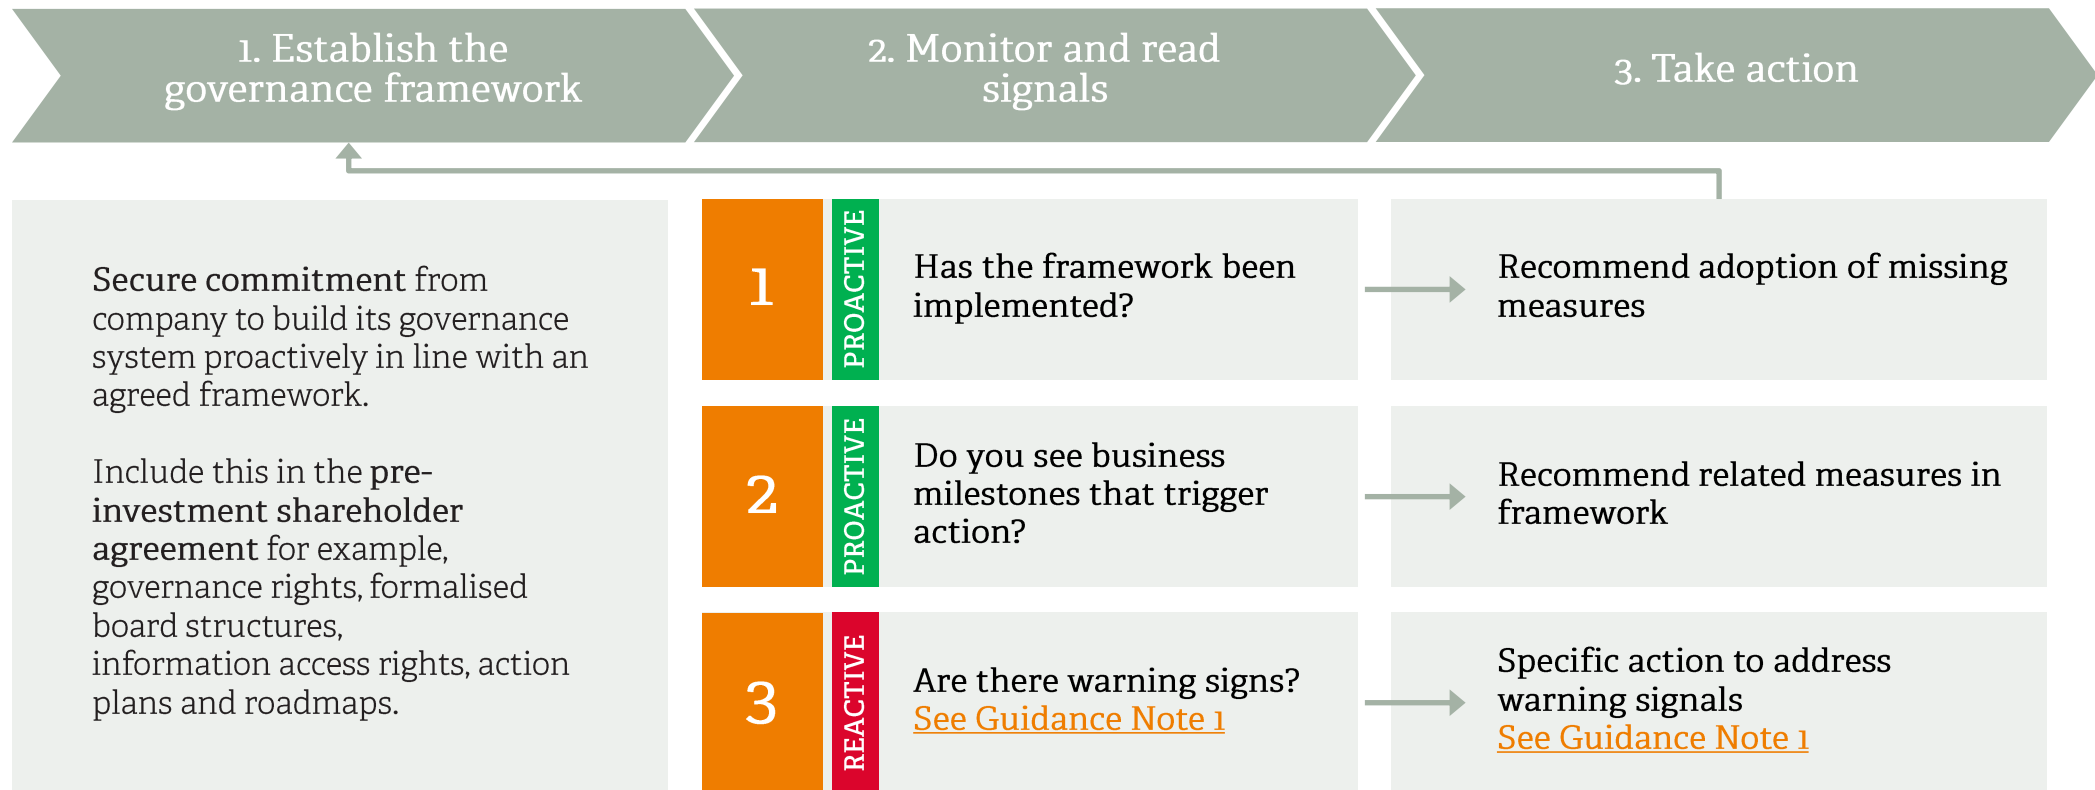 1. Establish the
governance framework
2. Monitor and read
signals
3. Take action
Secure commitment from
company to build its governance
system proactively in line with an
agreed framework.
Include this in the pre-
investment shareholder
agreement for example,
governance rights, formalised
board structures,
information access rights, action
plans and roadmaps.
1
PROACTIVE
Has the framework been
implemented?
Recommend adoption of missing
measures
2
PROACTIVE
Do you see business
milestones that trigger
action?
Recommend related measures in
framework
3
REACTIVE
Are there warning signs?
See Guidance Note 1
Specific action to address
warning signals
See Guidance Note 1